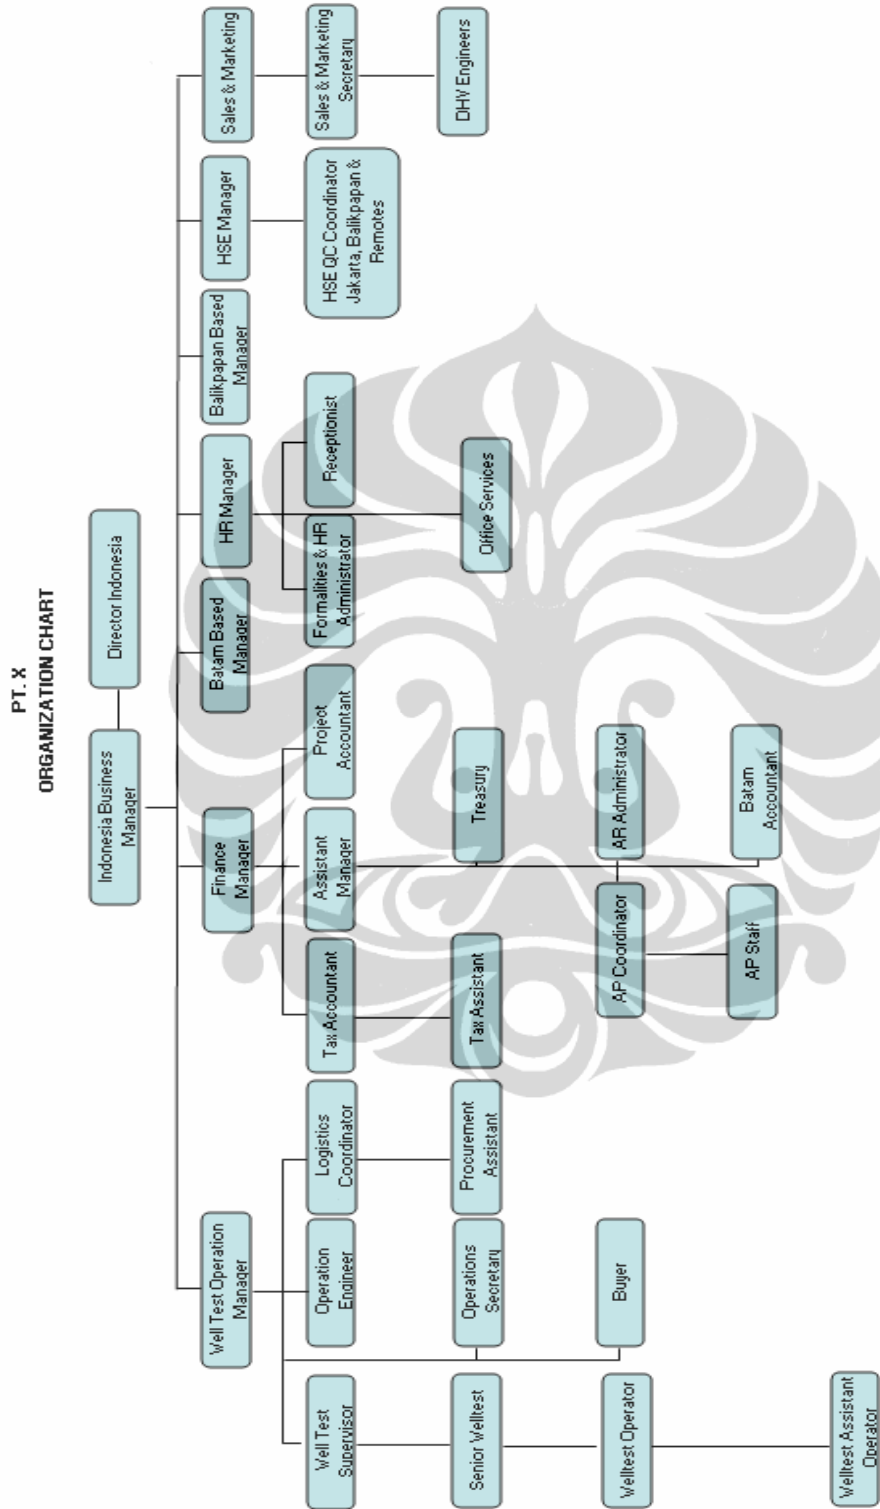 PT. X
ORGANIZATION CHART
Indonesia Business
Manager
Director Indonesia
Well Test Operation
Manager
Finance
Manager
Batam Based
Manager
HR Manager
Balikpapan Based
Manager
HSE Manager
Sales & Marketing
Well Test
Supervisor
Operation
Engineer
Logistics
Coordinator
Tax Accountant
Assistant
Manager
Project
Accountant
Formalities & HR
Administrator
Receptionist
HSE QC Coordinator
Jakarta, Balikpapan &
Remotes
Sales & Marketing
Secretary
Senior Welltest
Operations
Secretary
Procurement
Assistant
Tax Assistant
Treasury
Office Services
DHV Engineers
Welltest Operator
Buyer
AP Coordinator
AR Administrator
AP Staff
Batam
Accountant
Welltest Assistant
Operator